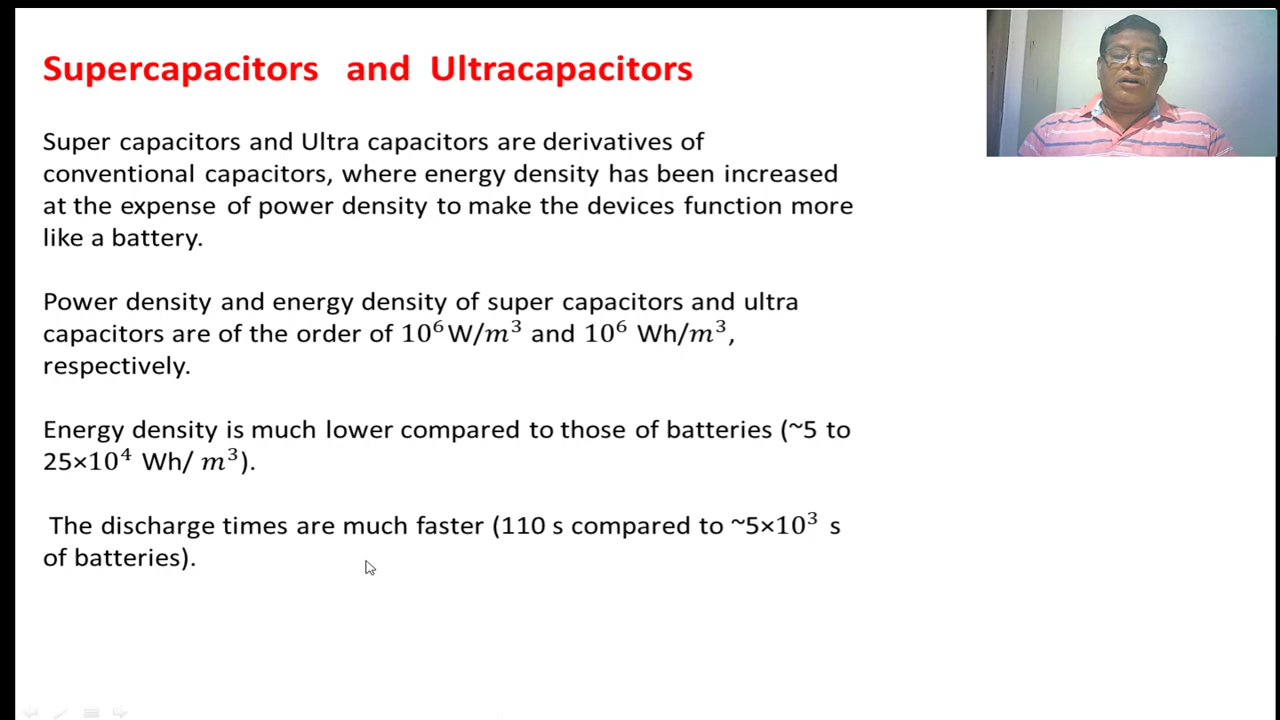 Supercapacitors and Ultracapacitors
Super capacitors and Ultra capacitors are derivatives of
conventional capacitors, where energy density has been increased
at the expense of power density to make the devices function more
like a battery.
Power density and energy density of super capacitors and ultra
capacitors are of the order of 10⁶W/m³ and 10⁶ Wh/m³,
respectively.
Energy density is much lower compared to those of batteries (~5 to
25×10⁴ Wh/ m³).
The discharge times are much faster (110 s compared to ~5×10³ s
of batteries).